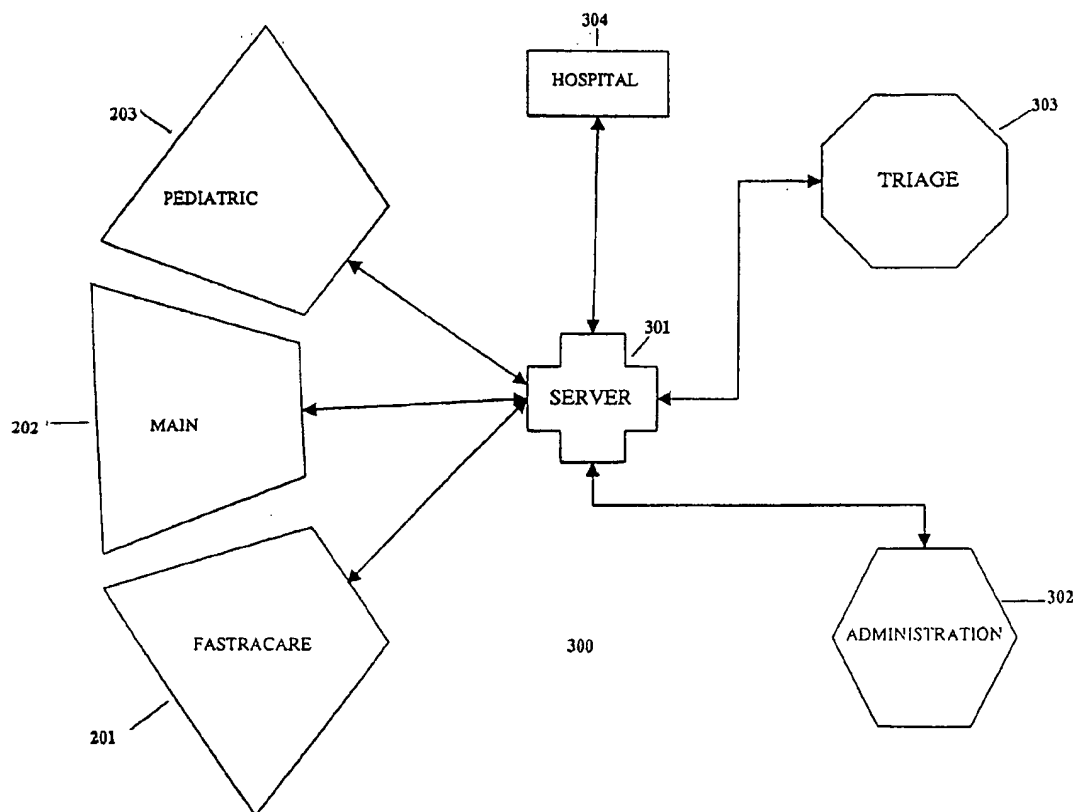 304
HOSPITAL
203
303
TRIAGE
PEDIATRIC
301
SERVER
202
MAIN
302
ADMINISTRATION
FASTRACARE
300
201